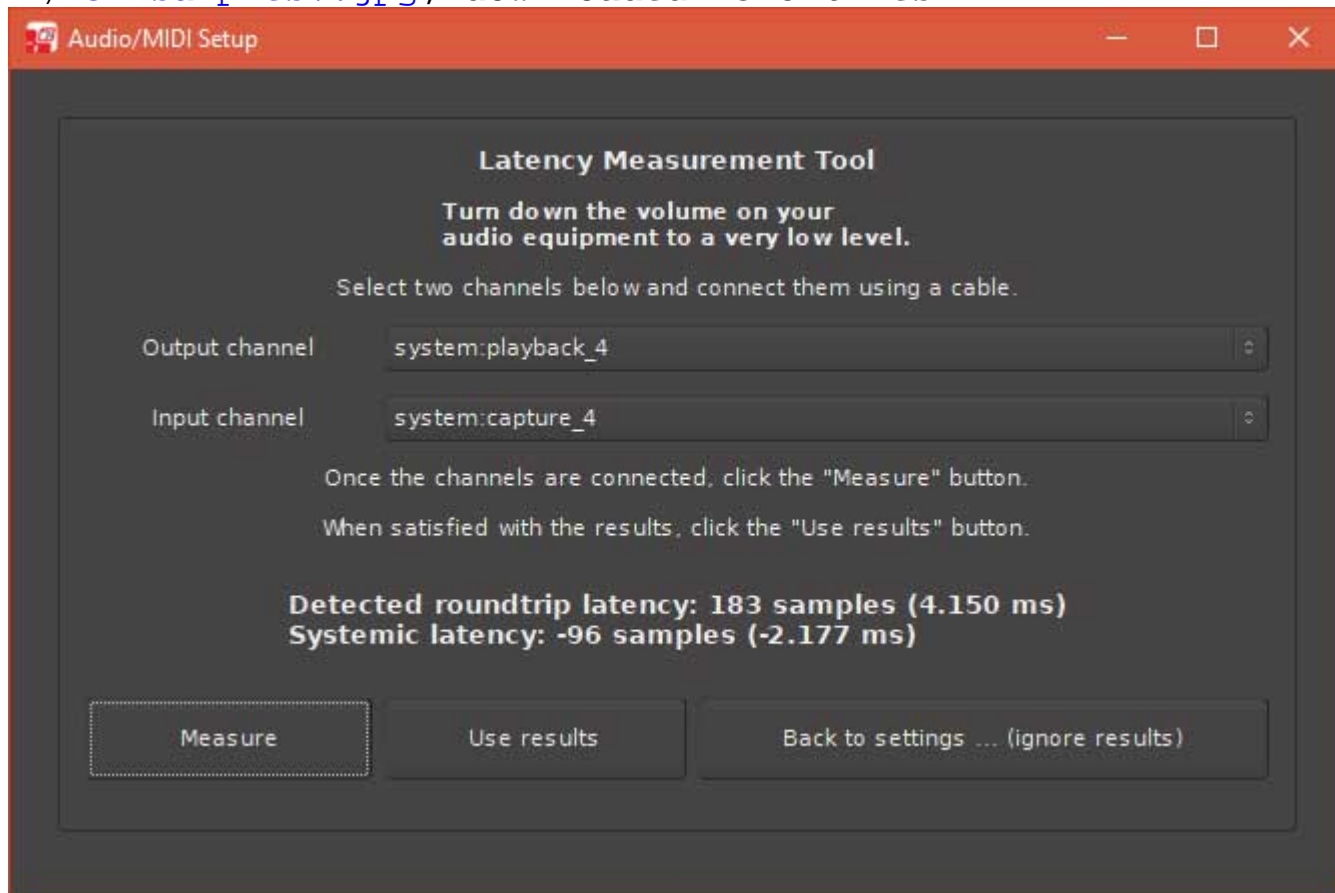 Audio/MIDI Setup
Latency Measurement Tool
Turn down the volume on your
audio equipment to a very low level.
Select two channels below and connect them using a cable.
Output channel system:playback_4
Input channel system:capture_4
Once the channels are connected, click the "Measure" button.
When satisfied with the results, click the "Use results" button.
Detected roundtrip latency: 183 samples (4.150 ms)
Systemic latency: -96 samples (-2.177 ms)
Measure Use results Back to settings ... (ignore results)